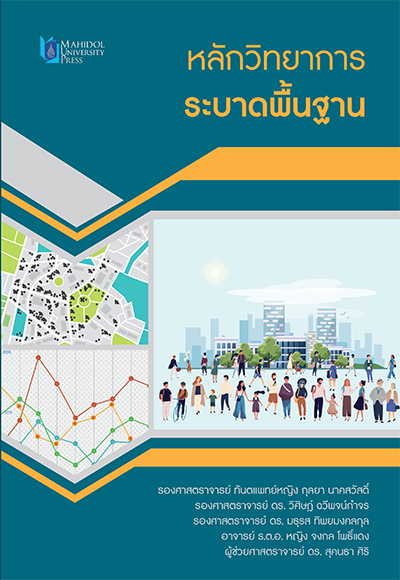 MAHIDOL
UNIVERSITY
PRESS
หลักวิทยาการ
ระบาดพื้นฐาน
รองศาสตราจารย์ ทันตแพทย์หญิง กุลยา นาคสวัสดิ์
รองศาสตราจารย์ ดร. วิศิษฏ์ ฉวีพจน์กำจร
รองศาสตราจารย์ ดร. มธุรส ทิพยมงคลกุล
อาจารย์ ร.ต.อ. หญิง จงกล โพธิ์แดง
ผู้ช่วยศาสตราจารย์ ดร. สุคนธา ศิริ